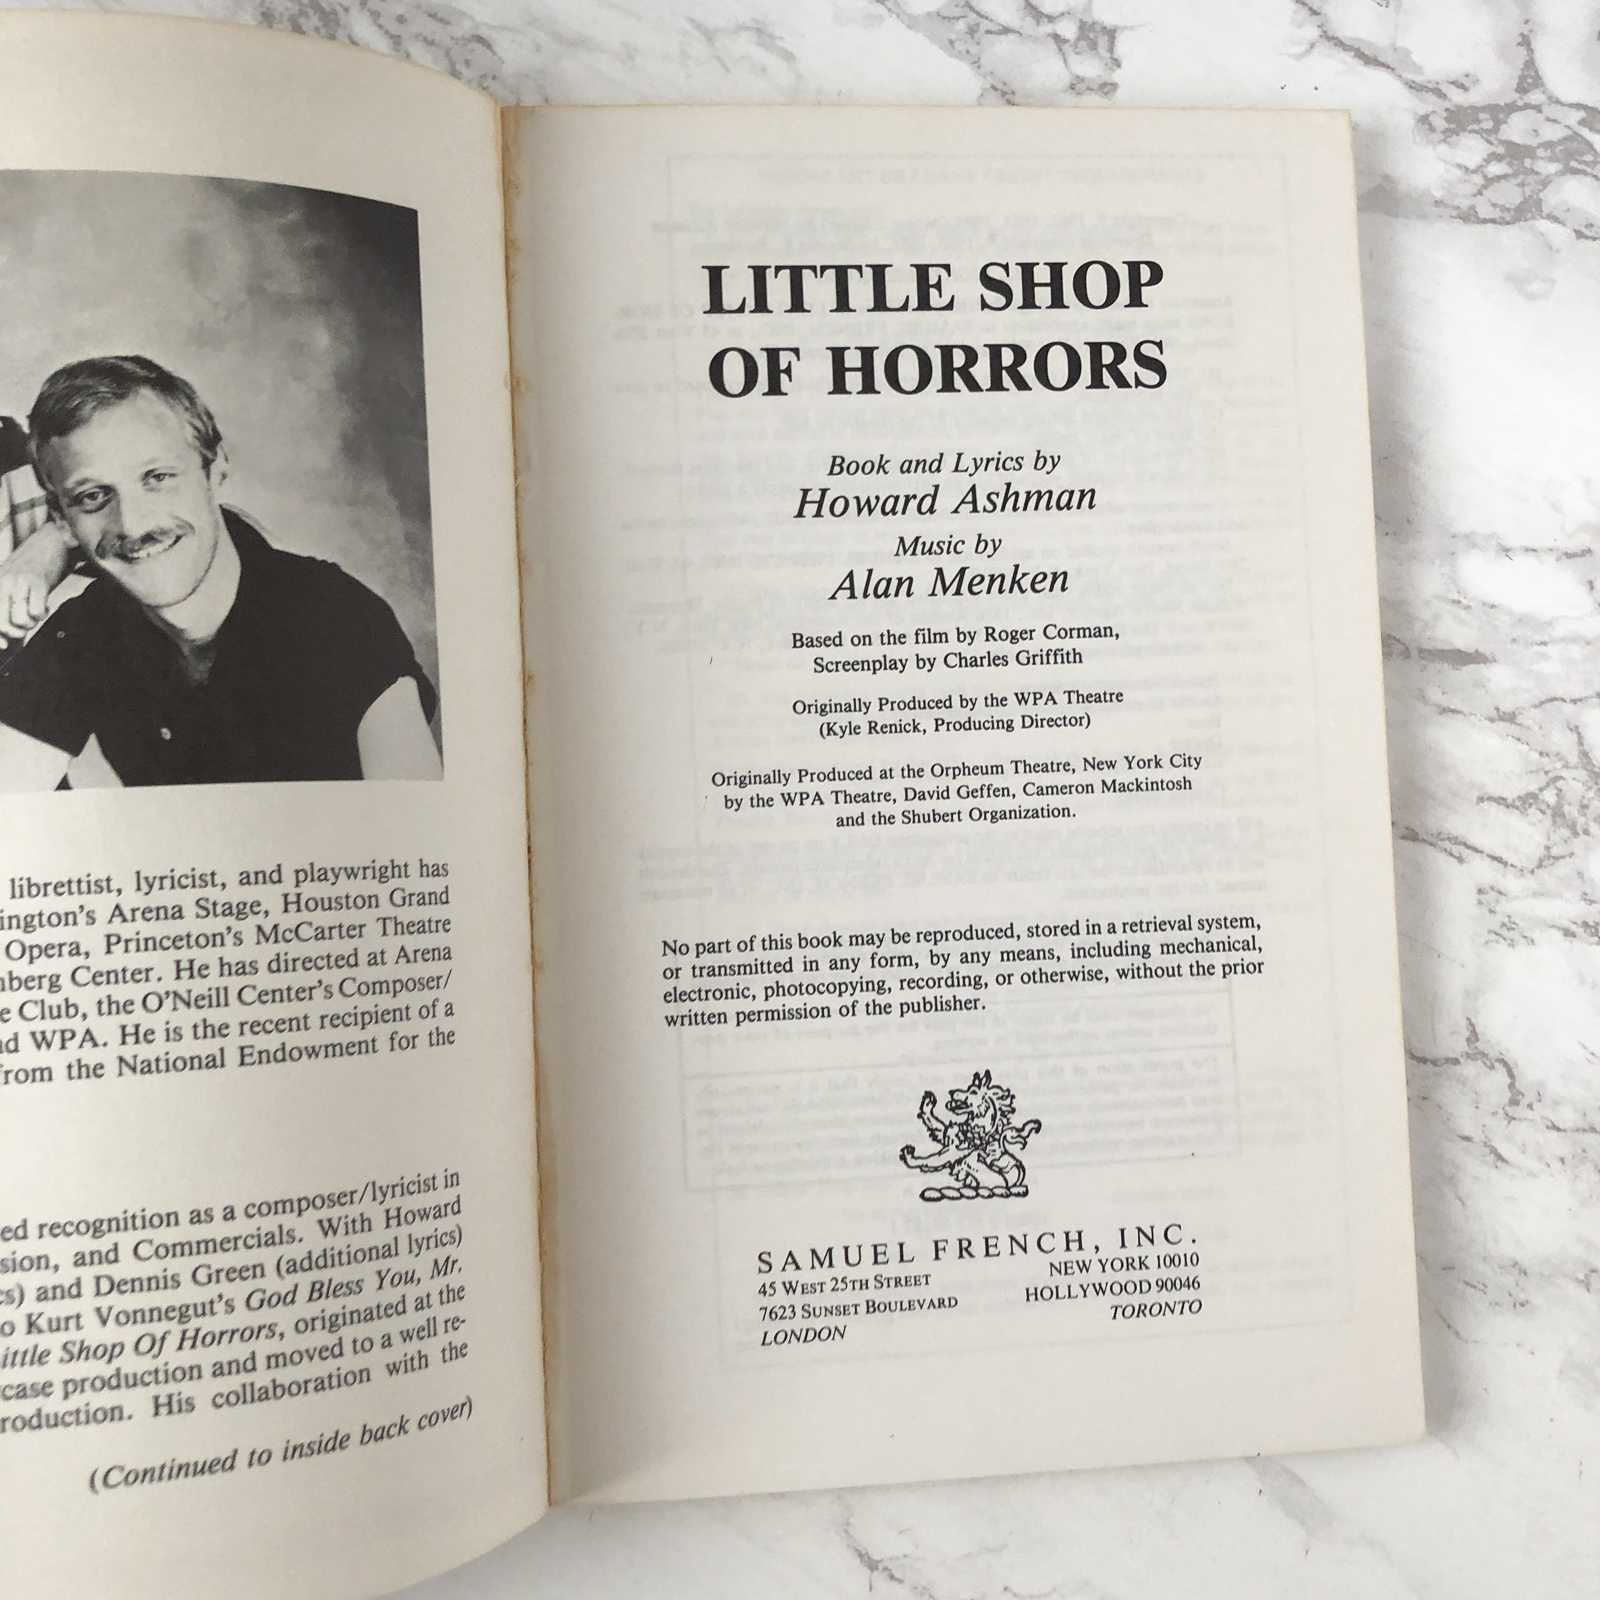 librettist, lyricist, and playwright has
ington's Arena Stage, Houston Grand
Opera, Princeton's McCarter Theatre
berg Center. He has directed at Arena
e Club, the O'Neill Center's Composer/
d WPA. He is the recent recipient of a
from the National Endowment for the
ed recognition as a composer/lyricist in
sion, and Commercials. With Howard
cs) and Dennis Green (additional lyrics)
o Kurt Vonnegut's God Bless You, Mr.
ittle Shop Of Horrors, originated at the
case production and moved to a well re-
roduction. His collaboration with the
(Continued to inside back cover)
LITTLE SHOP
OF HORRORS
Book and Lyrics by
Howard Ashman
Music by
Alan Menken
Based on the film by Roger Corman,
Screenplay by Charles Griffith
Originally Produced by the WPA Theatre
(Kyle Renick, Producing Director)
Originally Produced at the Orpheum Theatre, New York City
by the WPA Theatre, David Geffen, Cameron Mackintosh
and the Shubert Organization.
No part of this book may be reproduced, stored in a retrieval system,
or transmitted in any form, by any means, including mechanical,
electronic, photocopying, recording, or otherwise, without the prior
written permission of the publisher.
SAMUEL FRENCH, INC.
45 WEST 25TH STREET NEW YORK 10010
7623 SUNSET BOULEVARD HOLLYWOOD 90046
LONDON TORONTO